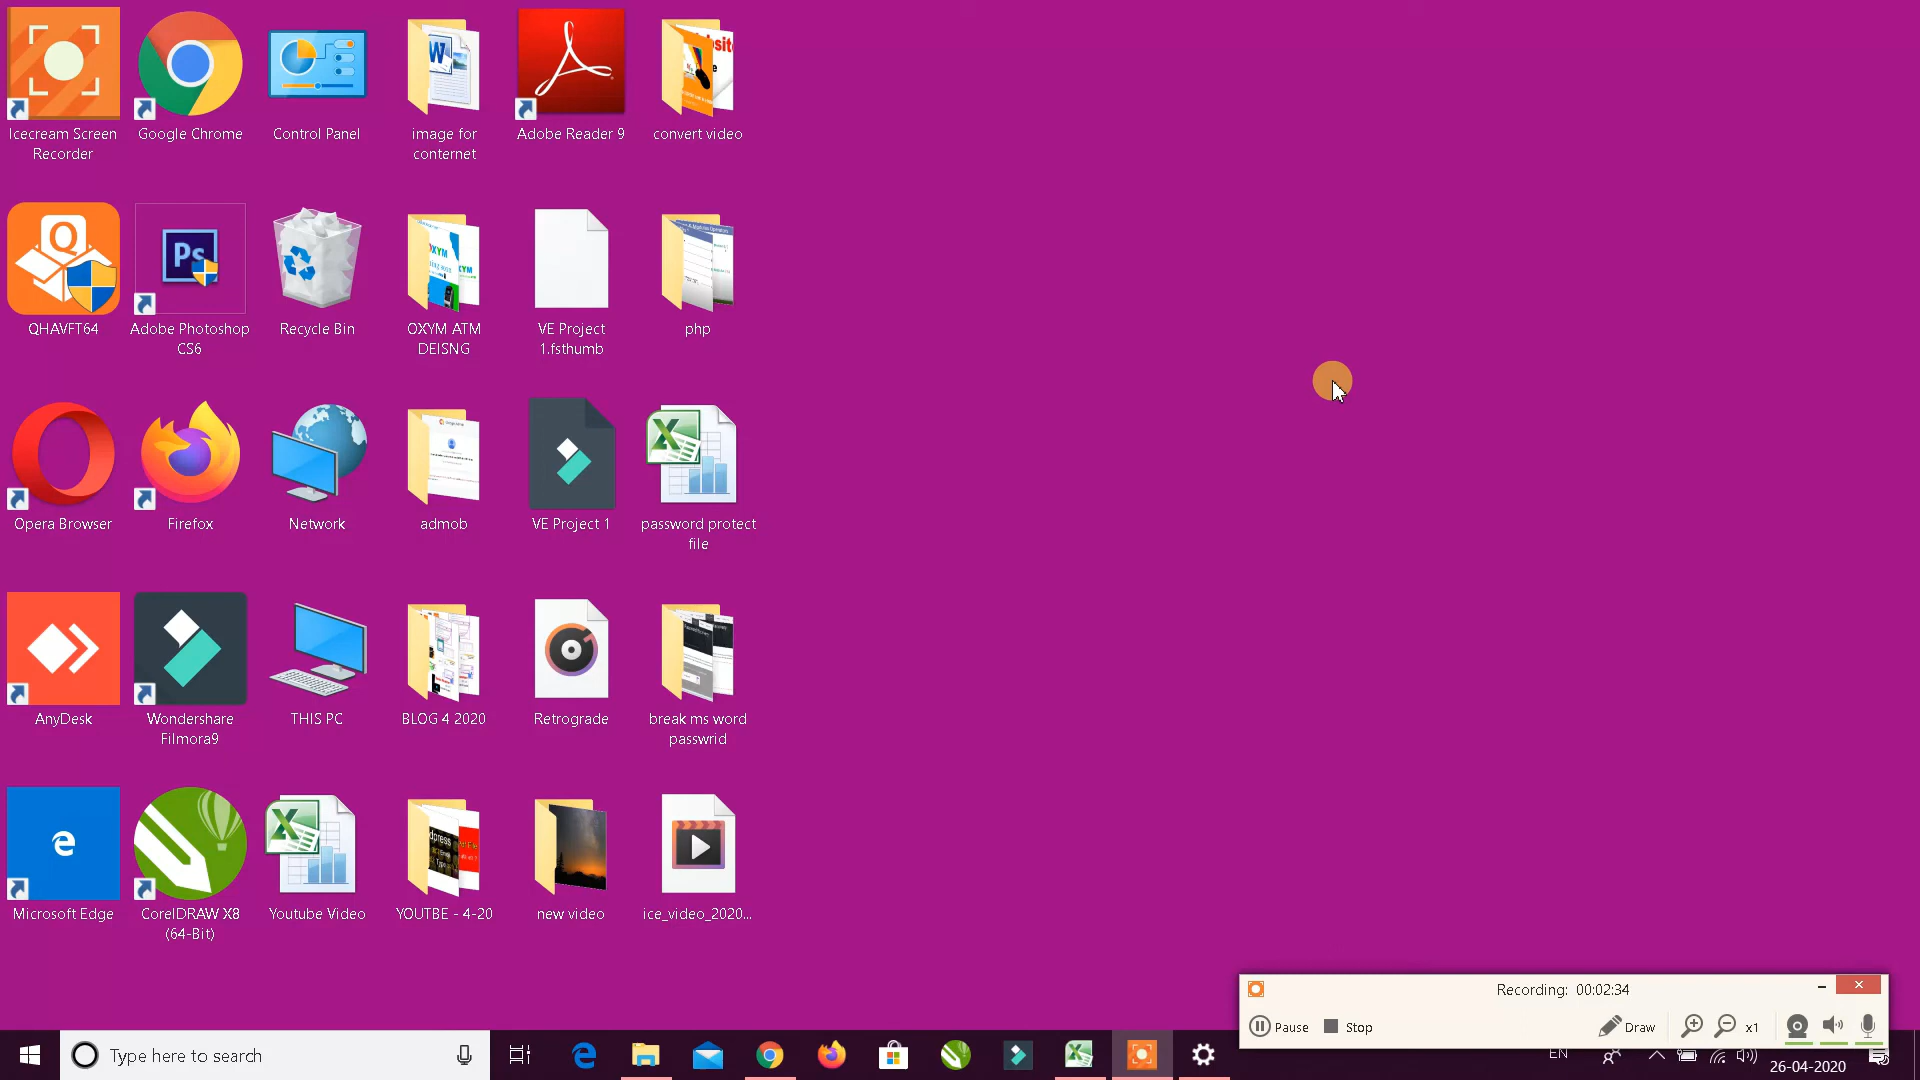 Icecream Screen
Recorder
Google Chrome
Control Panel
image for
conternet
Adobe Reader 9
convert video
QHAVFT64
Adobe Photoshop
CS6
Recycle Bin
OXYM ATM
DEISNG
VE Project
1.fsthumb
php
Opera Browser
Firefox
Network
admob
VE Project 1
password protect
file
AnyDesk
Wondershare
Filmora9
THIS PC
BLOG 4 2020
Retrograde
break ms word
passwrid
Microsoft Edge
CorelDRAW X8
(64-Bit)
Youtube Video
YOUTBE - 4-20
new video
ice_video_2020...
Recording: 00:02:34
Pause
Stop
Draw
x1
Type here to search
EN
26-04-2020